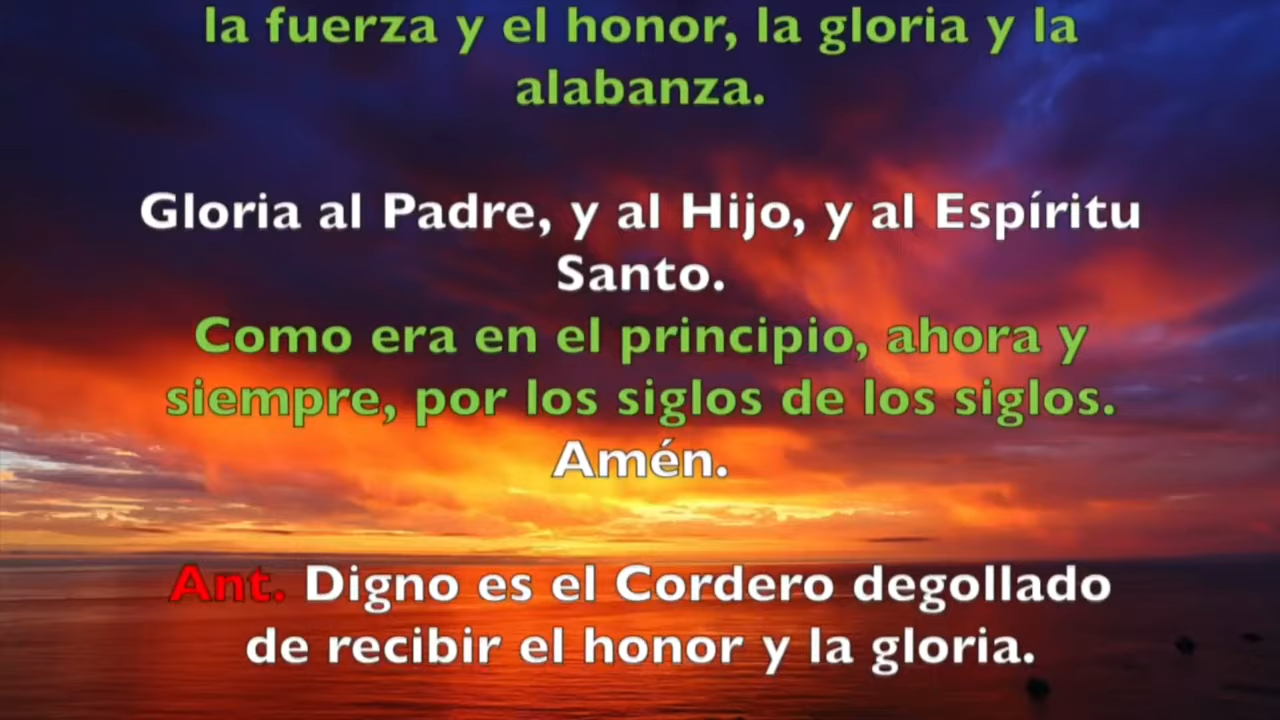 la fuerza y el honor, la gloria y la
alabanza.
Gloria al Padre, y al Hijo, y al Espíritu
Santo.
Como era en el principio, ahora y
siempre, por los siglos de los siglos.
Amén.
Ant. Digno es el Cordero degollado
de recibir el honor y la gloria.